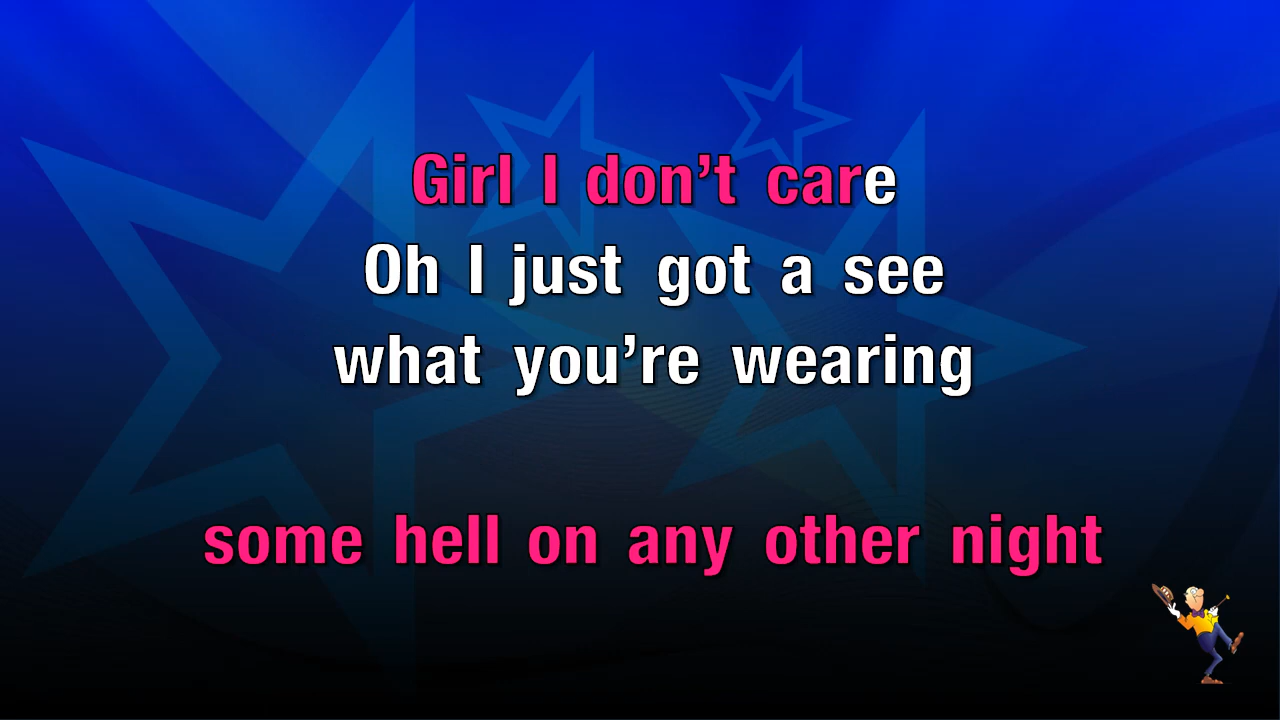 Girl I don’t care
Oh I just got a see
what you’re wearing
some hell on any other night